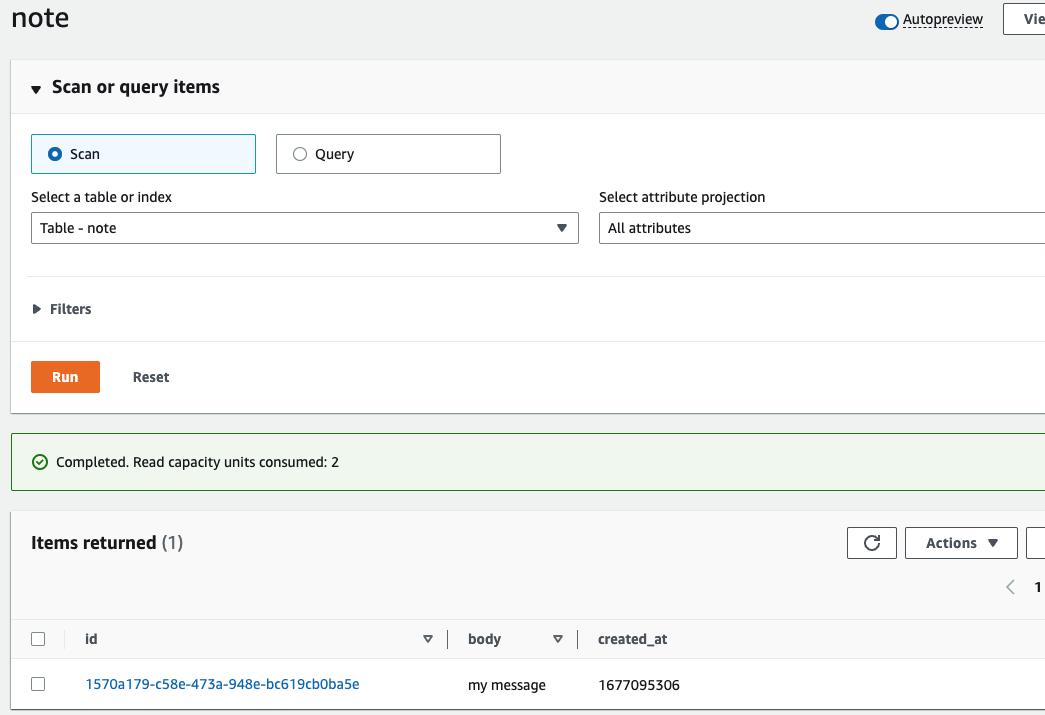 note
Autopreview
Scan or query items
Scan
Query
Select a table or index
Select attribute projection
Table - note
All attributes
Filters
Run
Reset
Completed. Read capacity units consumed: 2
Items returned (1)
Actions
1
id
body
created_at
1570a179-c58e-473a-948e-bc619cb0ba5e
my message
1677095306